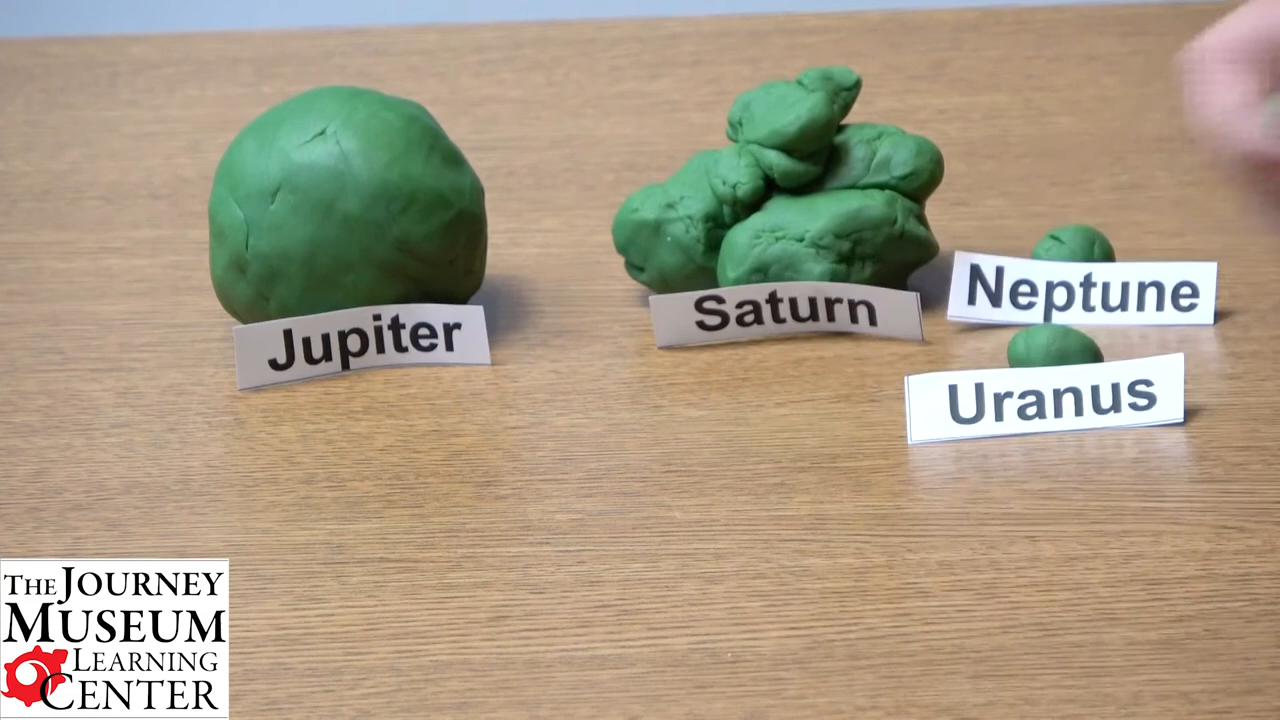 Jupiter
Saturn
Neptune
Uranus
THE JOURNEY
MUSEUM
LEARNING
CENTER